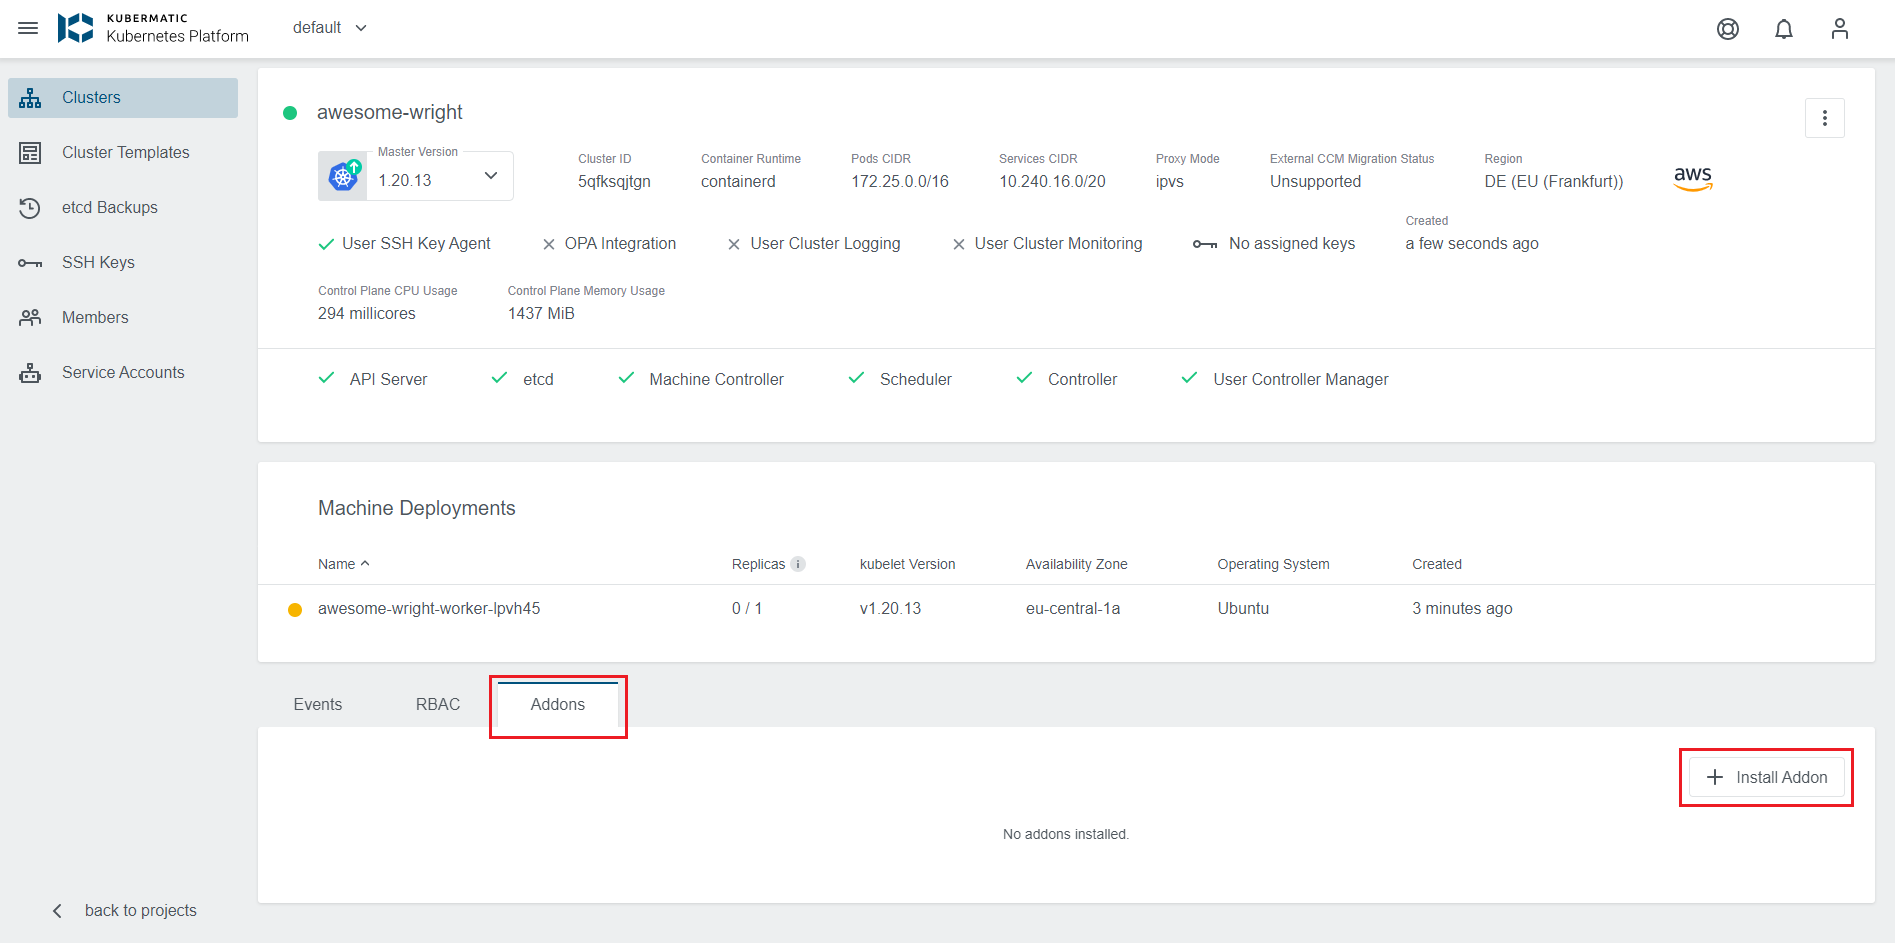 KUBERMATIC
Kubernetes Platform
default
Clusters
Cluster Templates
etcd Backups
SSH Keys
Members
Service Accounts
back to projects
awesome-wright
Master Version
1.20.13
Cluster ID
5qfksqjtgn
Container Runtime
containerd
Pods CIDR
172.25.0.0/16
Services CIDR
10.240.16.0/20
Proxy Mode
ipvs
External CCM Migration Status
Unsupported
Region
DE (EU (Frankfurt))
aws
User SSH Key Agent
OPA Integration
User Cluster Logging
User Cluster Monitoring
No assigned keys
Created
a few seconds ago
Control Plane CPU Usage
294 millicores
Control Plane Memory Usage
1437 MiB
API Server
etcd
Machine Controller
Scheduler
Controller
User Controller Manager
Machine Deployments
Name Replicas i kubelet Version Availability Zone Operating System Created
awesome-wright-worker-lpvh45 0 / 1 v1.20.13 eu-central-1a Ubuntu 3 minutes ago
Events RBAC Addons
Install Addon
No addons installed.